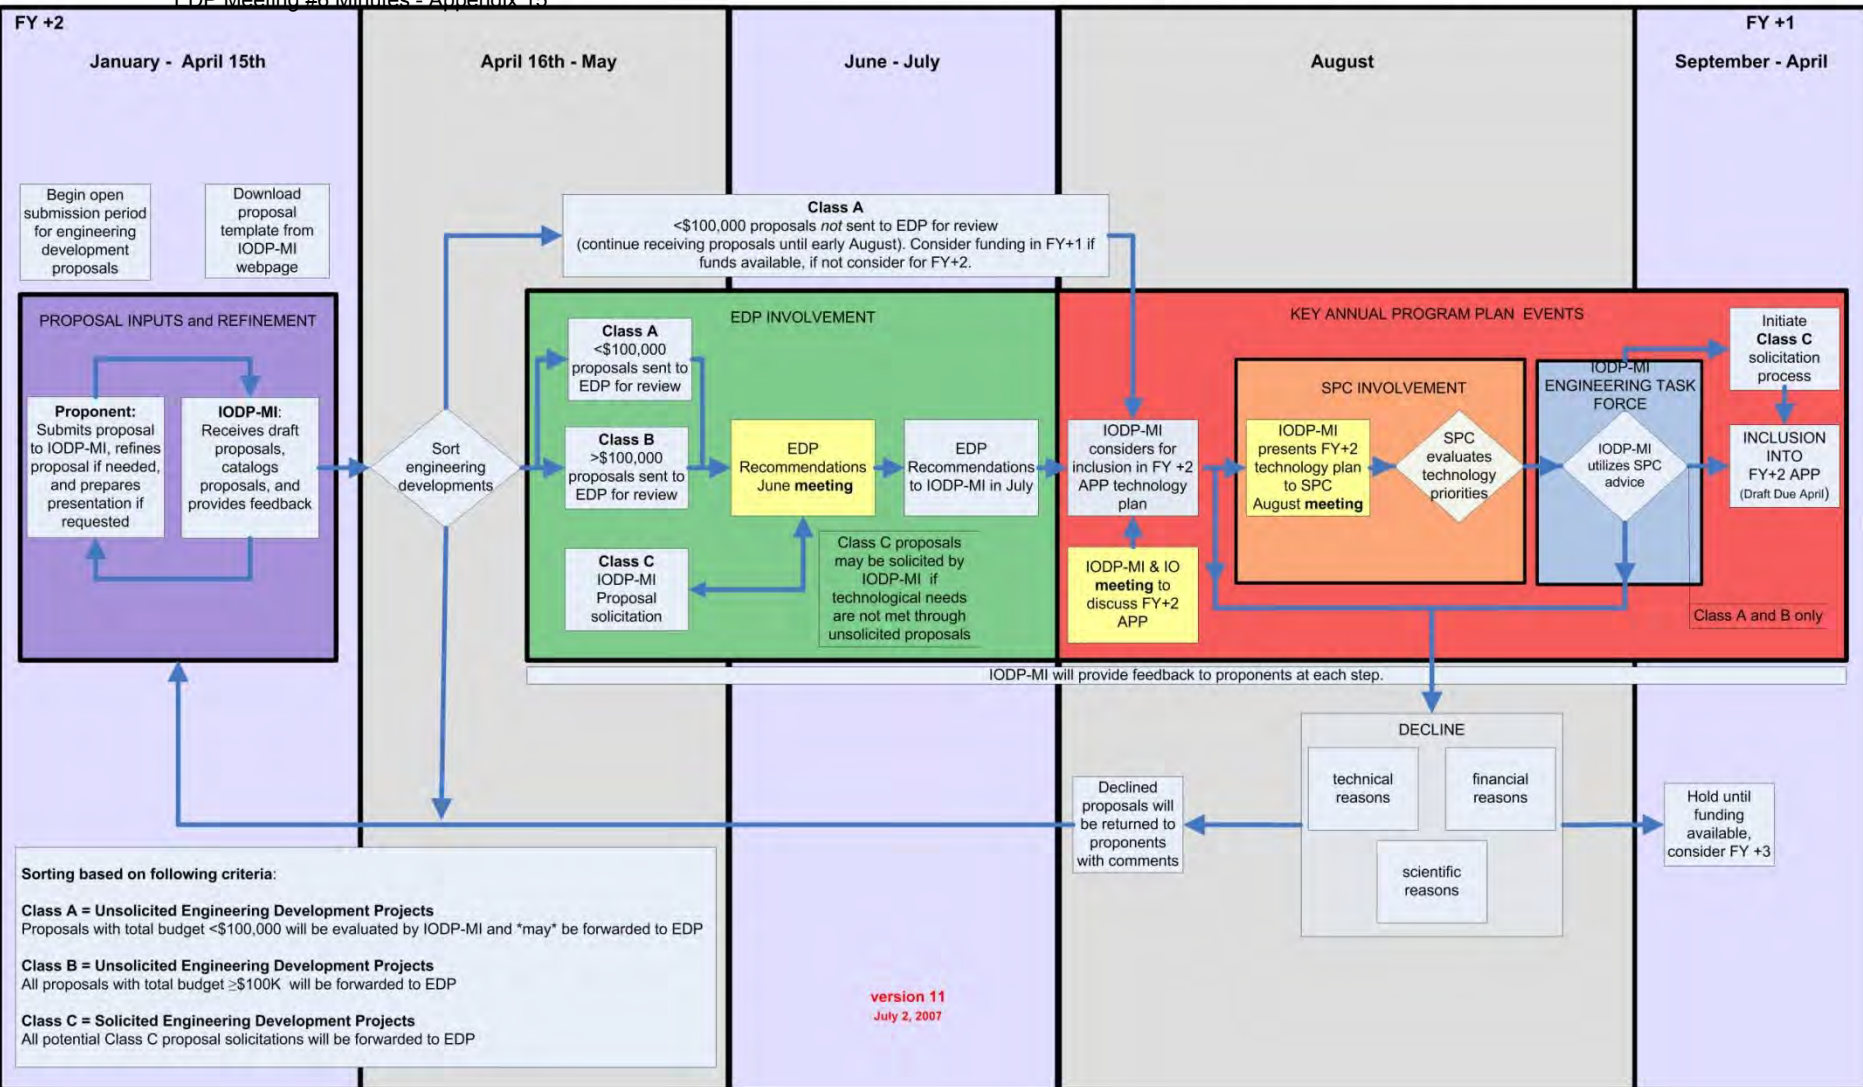 EDP Meeting #6 Minutes - Appendix 15
FY +2
FY +1
January - April 15th
April 16th - May
June - July
August
September - April
Begin open
submission period
for engineering
development
proposals
Download
proposal
template from
IODP-MI
webpage
Class A
<$100,000 proposals not sent to EDP for review
(continue receiving proposals until early August). Consider funding in FY+1 if
funds available, if not consider for FY+2.
PROPOSAL INPUTS and REFINEMENT
Proponent:
Submits proposal
to IODP-MI, refines
proposal if needed,
and prepares
presentation if
requested
IODP-MI:
Receives draft
proposals,
catalogs
proposals, and
provides feedback
Sort
engineering
developments
EDP INVOLVEMENT
Class A
<$100,000
proposals sent to
EDP for review
Class B
>$100,000
proposals sent to
EDP for review
Class C
IODP-MI
Proposal
solicitation
EDP
Recommendations
June meeting
EDP
Recommendations
to IODP-MI in July
Class C proposals
may be solicited by
IODP-MI if
technological needs
are not met through
unsolicited proposals
KEY ANNUAL PROGRAM PLAN EVENTS
IODP-MI
considers for
inclusion in FY +2
APP technology
plan
IODP-MI & IO
meeting to
discuss FY+2
APP
SPC INVOLVEMENT
IODP-MI
presents FY+2
technology plan
to SPC
August meeting
SPC
evaluates
technology
priorities
IODP-MI
ENGINEERING TASK
FORCE
IODP-MI
utilizes SPC
advice
Initiate
Class C
solicitation
process
INCLUSION
INTO
FY+2 APP
(Draft Due April)
Class A and B only
IODP-MI will provide feedback to proponents at each step.
DECLINE
technical
reasons
financial
reasons
scientific
reasons
Declined
proposals will
be returned to
proponents
with comments
Hold until
funding
available,
consider FY +3
Sorting based on following criteria:
Class A = Unsolicited Engineering Development Projects
Proposals with total budget <$100,000 will be evaluated by IODP-MI and *may* be forwarded to EDP
Class B = Unsolicited Engineering Development Projects
All proposals with total budget ≥$100K will be forwarded to EDP
Class C = Solicited Engineering Development Projects
All potential Class C proposal solicitations will be forwarded to EDP
version 11
July 2, 2007